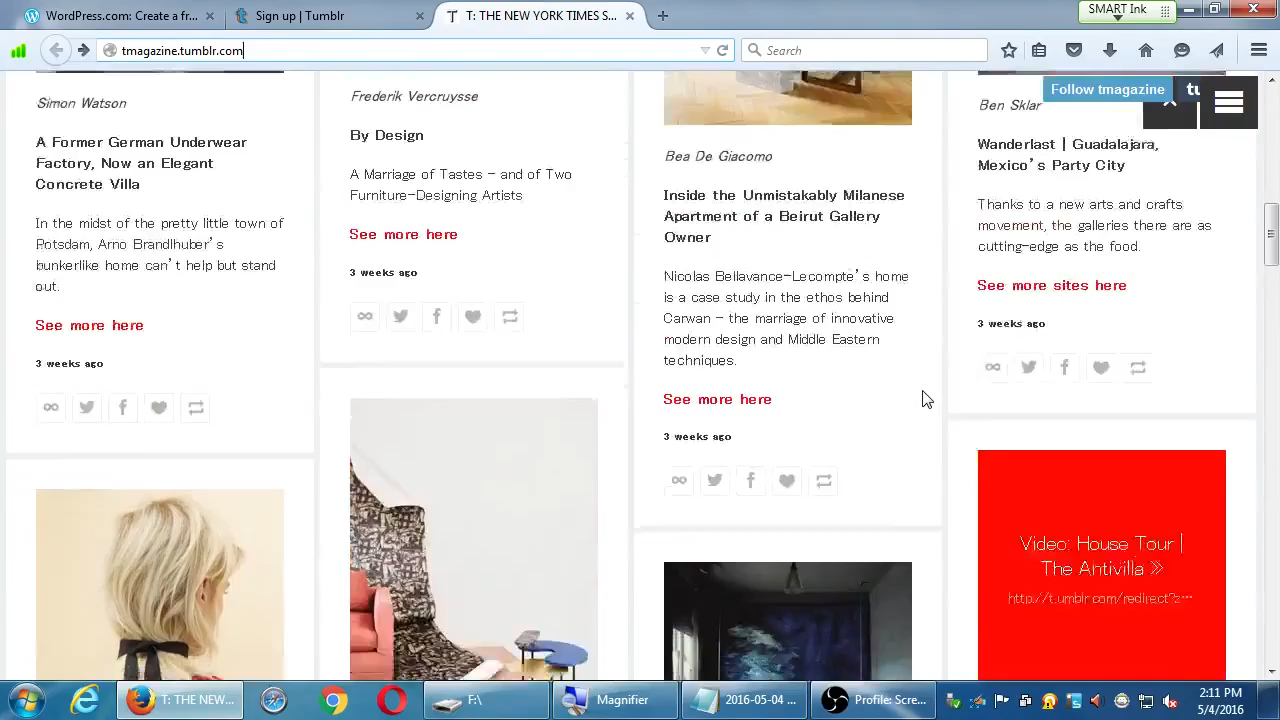 WordPress.com: Create a fr...
Sign up | Tumblr
T: THE NEW YORK TIMES S...
SMART Ink
tmagazine.tumblr.com
Search
Follow tmagazine
Simon Watson
A Former German Underwear
Factory, Now an Elegant
Concrete Villa
In the midst of the pretty little town of
Potsdam, Arno Brandlhuber's
bunkerlike home can't help but stand
out.
See more here
3 weeks ago
Frederik Vercruysse
By Design
A Marriage of Tastes – and of Two
Furniture-Designing Artists
See more here
3 weeks ago
Bea De Giacomo
Inside the Unmistakably Milanese
Apartment of a Beirut Gallery
Owner
Nicolas Bellavance-Lecompte's home
is a case study in the ethos behind
Carwan – the marriage of innovative
modern design and Middle Eastern
techniques.
See more here
3 weeks ago
Ben Sklar
Wanderlast | Guadalajara,
Mexico's Party City
Thanks to a new arts and crafts
movement, the galleries there are as
cutting-edge as the food.
See more sites here
3 weeks ago
Video: House Tour |
The Antivilla »
http://t.umblr.com/redirect?z...
T: THE NEW...
F:\
Magnifier
2016-05-04 ...
Profile: Scre...
2:11 PM
5/4/2016